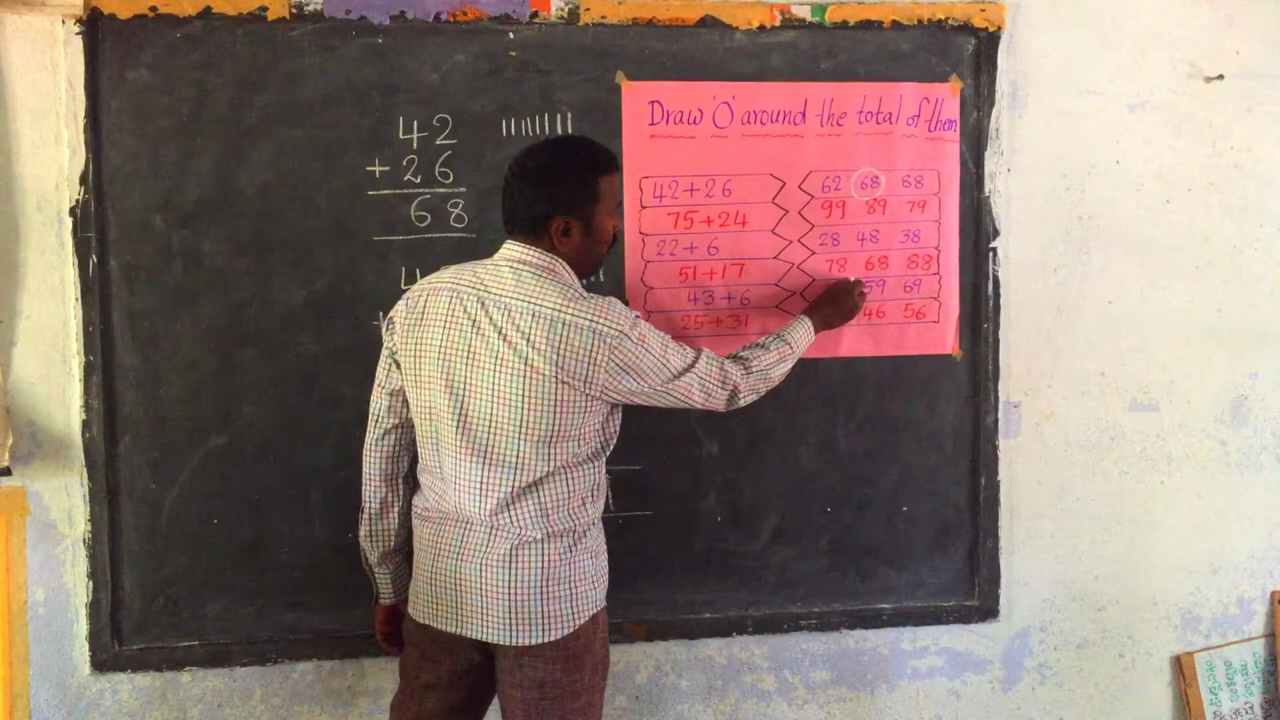 42
+ 26
68
4
Draw 'O' around the total of them
42+26 62 68 88
75+24 99 89 79
22+6 28 48 38
51+17 78 68 88
43+6 59 69
25+31 46 56